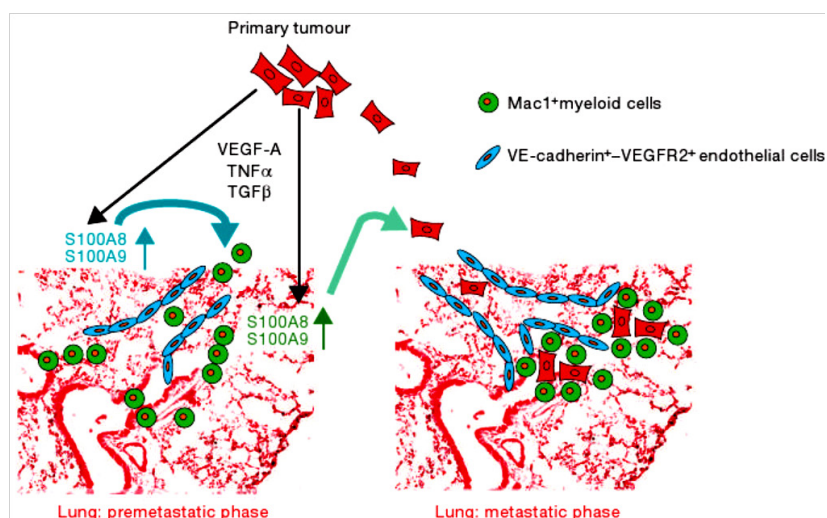 Primary tumour
Mac1⁺myeloid cells
VE-cadherin⁺–VEGFR2⁺ endothelial cells
VEGF-A
TNFα
TGFβ
S100A8
S100A9
S100A8
S100A9
Lung: premetastatic phase
Lung: metastatic phase